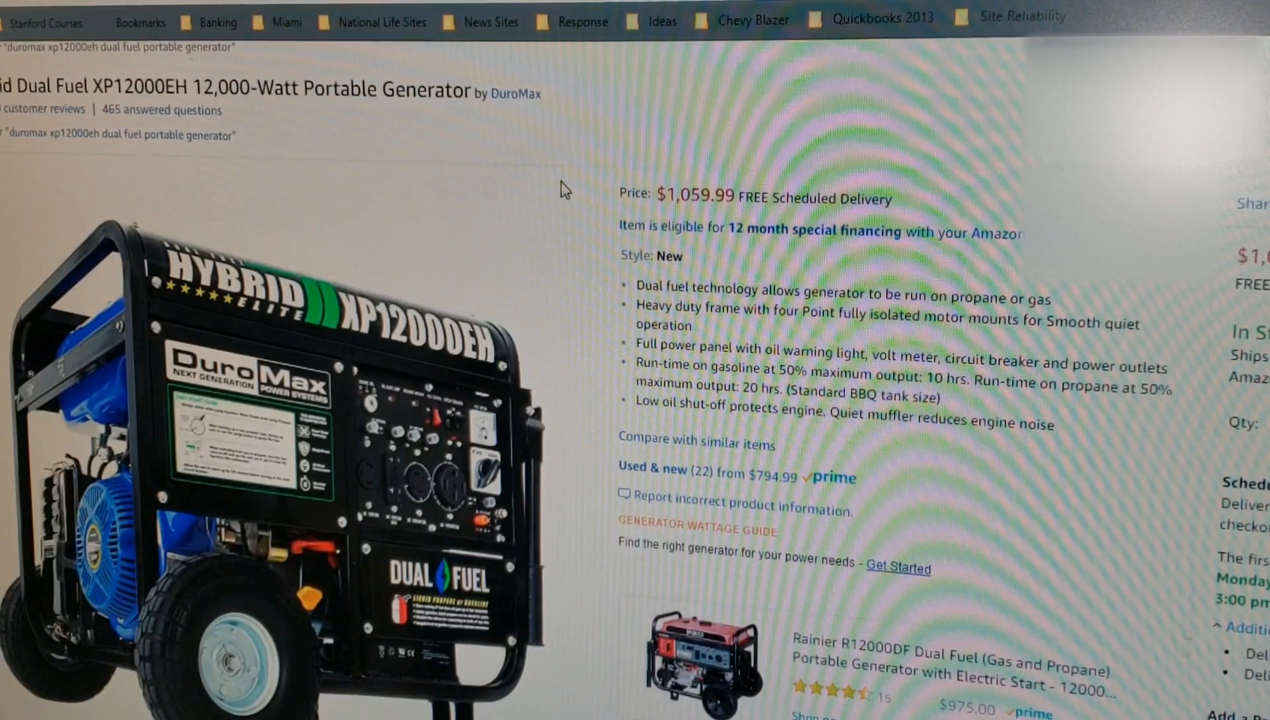 Stanford Courses Bookmarks Banking Miami National Life Sites News Sites Response Ideas Chevy Blazer Quickbooks 2013 Site Reliability
"duromax xp12000eh dual fuel portable generator"
id Dual Fuel XP12000EH 12,000-Watt Portable Generator by DuroMax
customer reviews | 465 answered questions
r "duromax xp12000eh dual fuel portable generator"
Price: $1,059.99 FREE Scheduled Delivery
Item is eligible for 12 month special financing with your Amazon
Style: New
• Dual fuel technology allows generator to be run on propane or gas
• Heavy duty frame with four Point fully isolated motor mounts for Smooth quiet
operation
• Full power panel with oil warning light, volt meter, circuit breaker and power outlets
• Run-time on gasoline at 50% maximum output: 10 hrs. Run-time on propane at 50%
maximum output: 20 hrs. (Standard BBQ tank size)
• Low oil shut-off protects engine. Quiet muffler reduces engine noise
Compare with similar items
Used & new (22) from $794.99 prime
Report incorrect product information.
GENERATOR WATTAGE GUIDE
Find the right generator for your power needs - Get Started
Rainier R12000DF Dual Fuel (Gas and Propane)
Portable Generator with Electric Start - 12000...
15 $975.00 prime
Shar
$1,0
FREE
In St
Ships
Amaz
Qty:
Schedu
Deliver
checko
The firs
Monday
3:00 pm
Additi
• Del
• Deli
Add a P
HYBRID
ELITE
XP12000EH
DuroMax
NEXT GENERATION POWER SYSTEMS
DUAL FUEL
LIQUID PROPANE OR GASOLINE